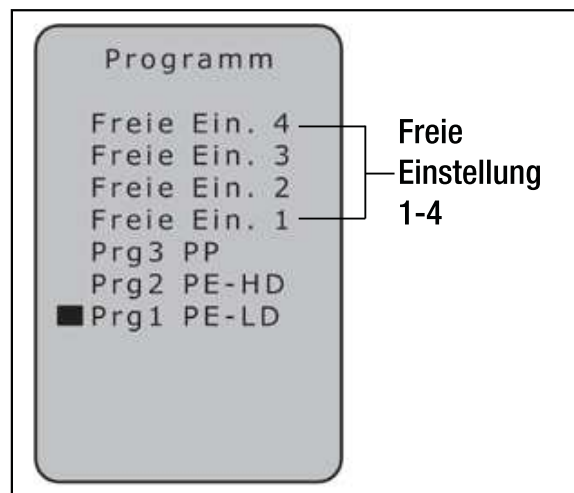 Programm
Freie Ein. 4
Freie Ein. 3
Freie Ein. 2
Freie Ein. 1
Prg3 PP
Prg2 PE-HD
Prg1 PE-LD
Freie
Einstellung
1-4